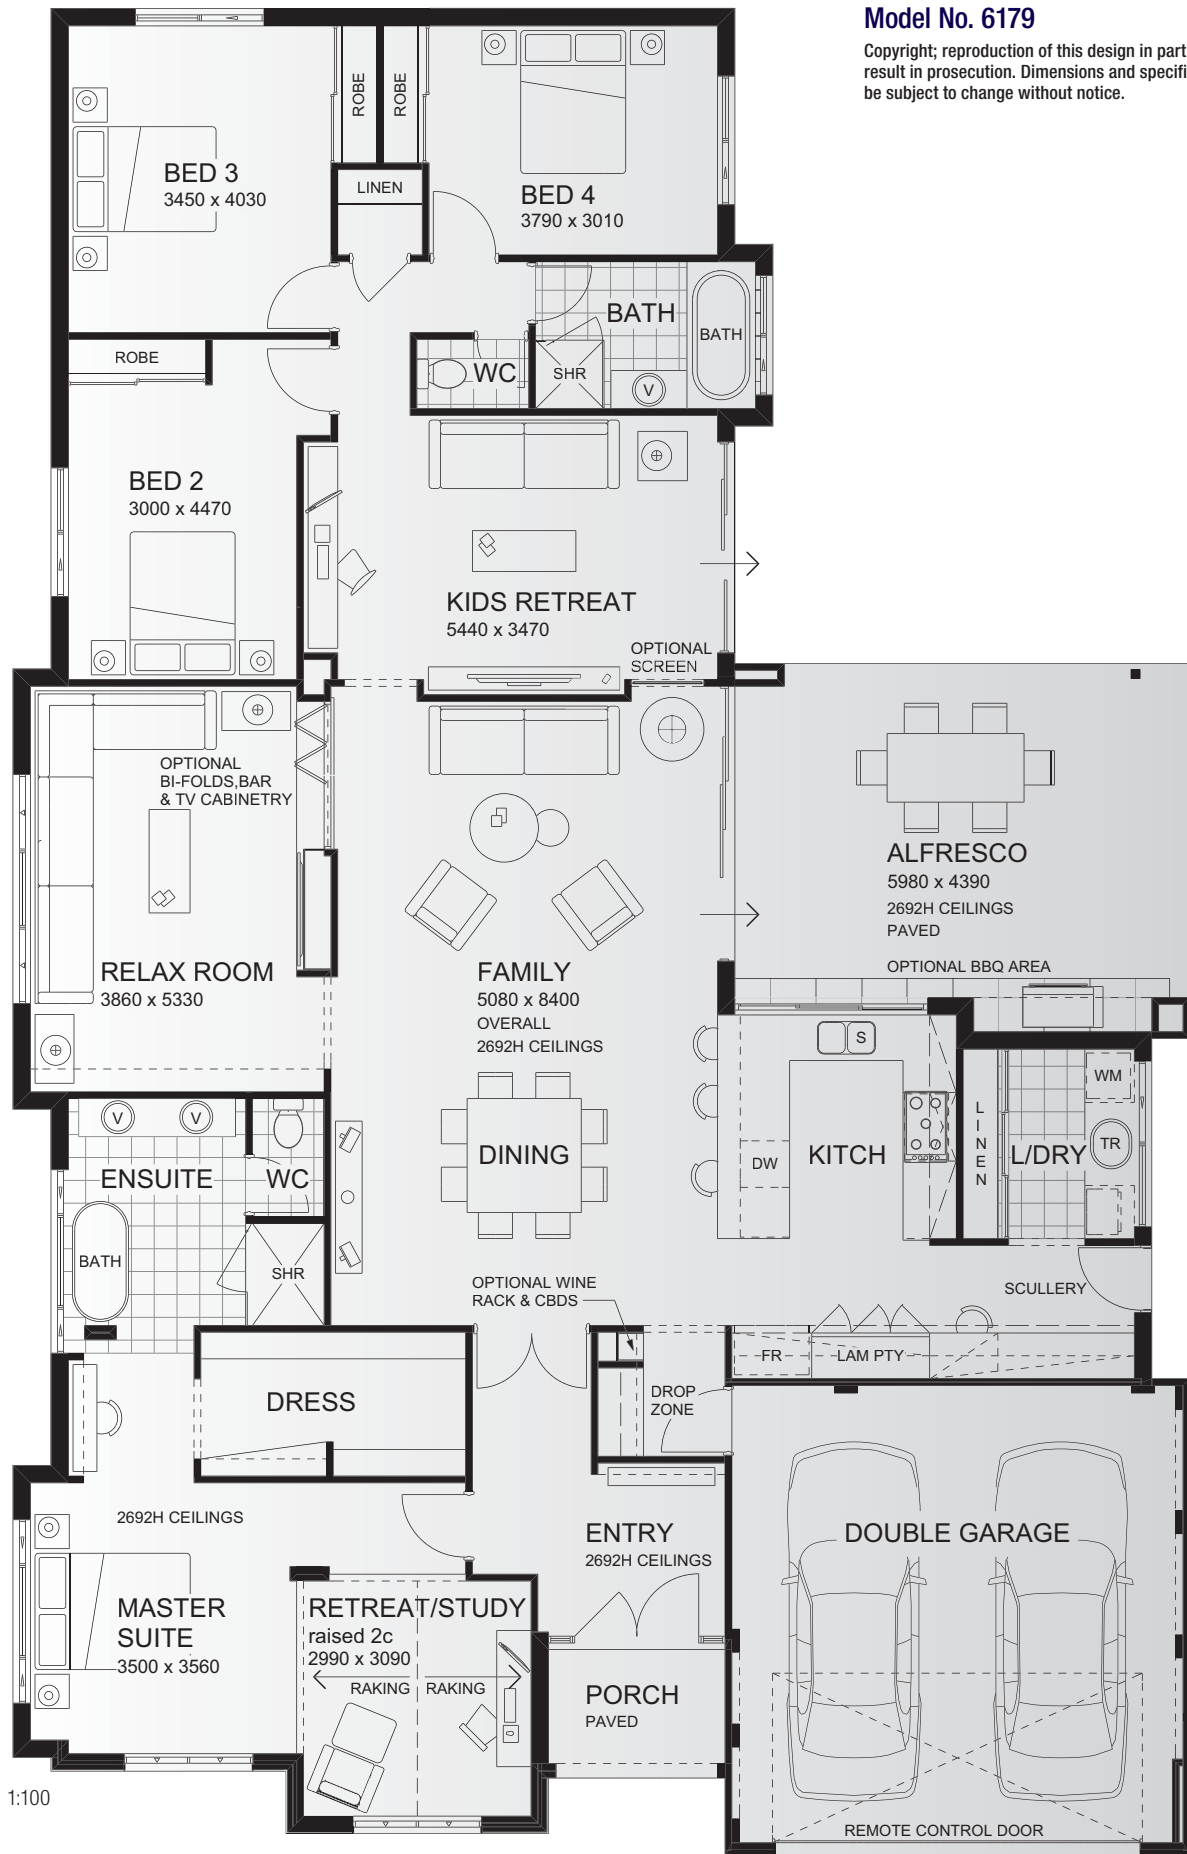 Model No. 6179
Copyright; reproduction of this design in part
result in prosecution. Dimensions and specifi
be subject to change without notice.
ROBE
ROBE
BED 3
3450 x 4030
LINEN
BED 4
3790 x 3010
BATH
BATH
ROBE
WC
SHR
V
BED 2
3000 x 4470
KIDS RETREAT
5440 x 3470
OPTIONAL
SCREEN
OPTIONAL
BI-FOLDS,BAR
& TV CABINETRY
ALFRESCO
5980 x 4390
2692H CEILINGS
PAVED
OPTIONAL BBQ AREA
RELAX ROOM
3860 x 5330
FAMILY
5080 x 8400
OVERALL
2692H CEILINGS
S
WM
LINEN
L/DRY
TR
V
V
ENSUITE
WC
DINING
DW
KITCH
BATH
SHR
OPTIONAL WINE
RACK & CBDS
SCULLERY
FR
LAM PTY
DRESS
DROP
ZONE
2692H CEILINGS
ENTRY
2692H CEILINGS
DOUBLE GARAGE
MASTER
SUITE
3500 x 3560
RETREAT/STUDY
raised 2c
2990 x 3090
RAKING
RAKING
PORCH
PAVED
1:100
REMOTE CONTROL DOOR